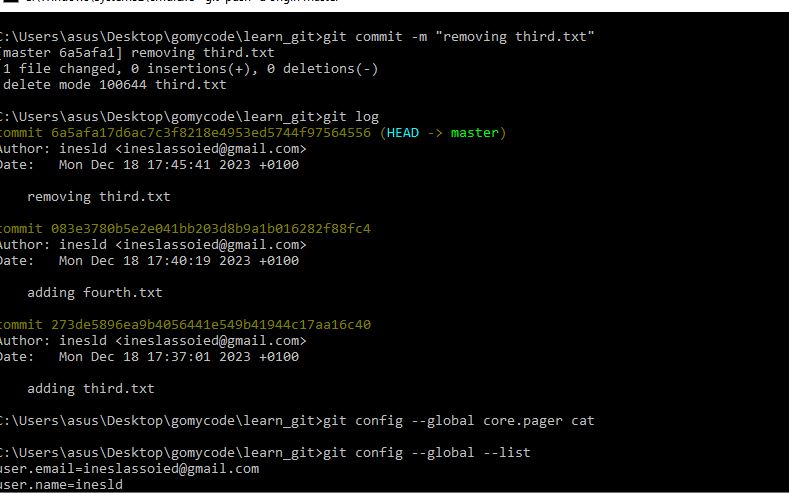 C:\Users\asus\Desktop\gomycode\learn_git>git commit -m "removing third.txt"
[master 6a5afa1] removing third.txt
1 file changed, 0 insertions(+), 0 deletions(-)
delete mode 100644 third.txt
C:\Users\asus\Desktop\gomycode\learn_git>git log
commit 6a5afa17d6ac7c3f8218e4953ed5744f97564556 (HEAD -> master)
Author: inesld <ineslassoied@gmail.com>
Date:   Mon Dec 18 17:45:41 2023 +0100
removing third.txt
commit 083e3780b5e2e041bb203d8b9a1b016282f88fc4
Author: inesld <ineslassoied@gmail.com>
Date:   Mon Dec 18 17:40:19 2023 +0100
adding fourth.txt
commit 273de5896ea9b4056441e549b41944c17aa16c40
Author: inesld <ineslassoied@gmail.com>
Date:   Mon Dec 18 17:37:01 2023 +0100
adding third.txt
C:\Users\asus\Desktop\gomycode\learn_git>git config --global core.pager cat
C:\Users\asus\Desktop\gomycode\learn_git>git config --global --list
user.email=ineslassoied@gmail.com
user.name=inesld